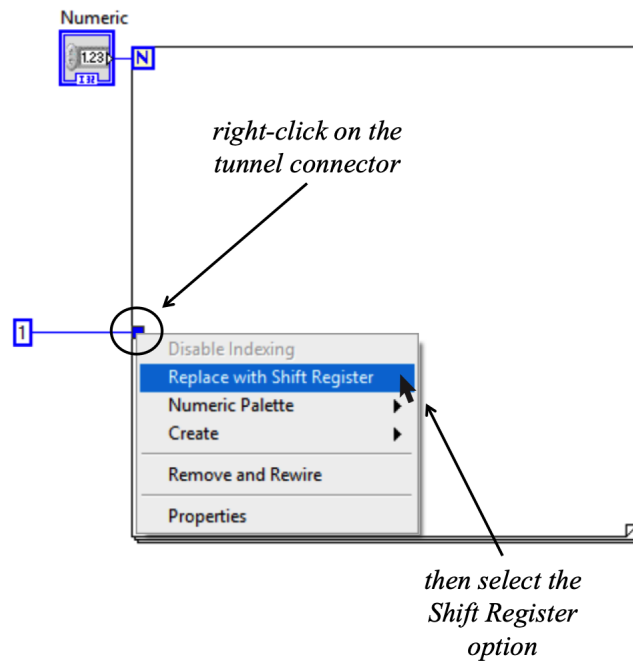 Numeric
1.23
I32
N
right-click on the
tunnel connector
1
Disable Indexing
Replace with Shift Register
Numeric Palette
Create
Remove and Rewire
Properties
then select the
Shift Register
option